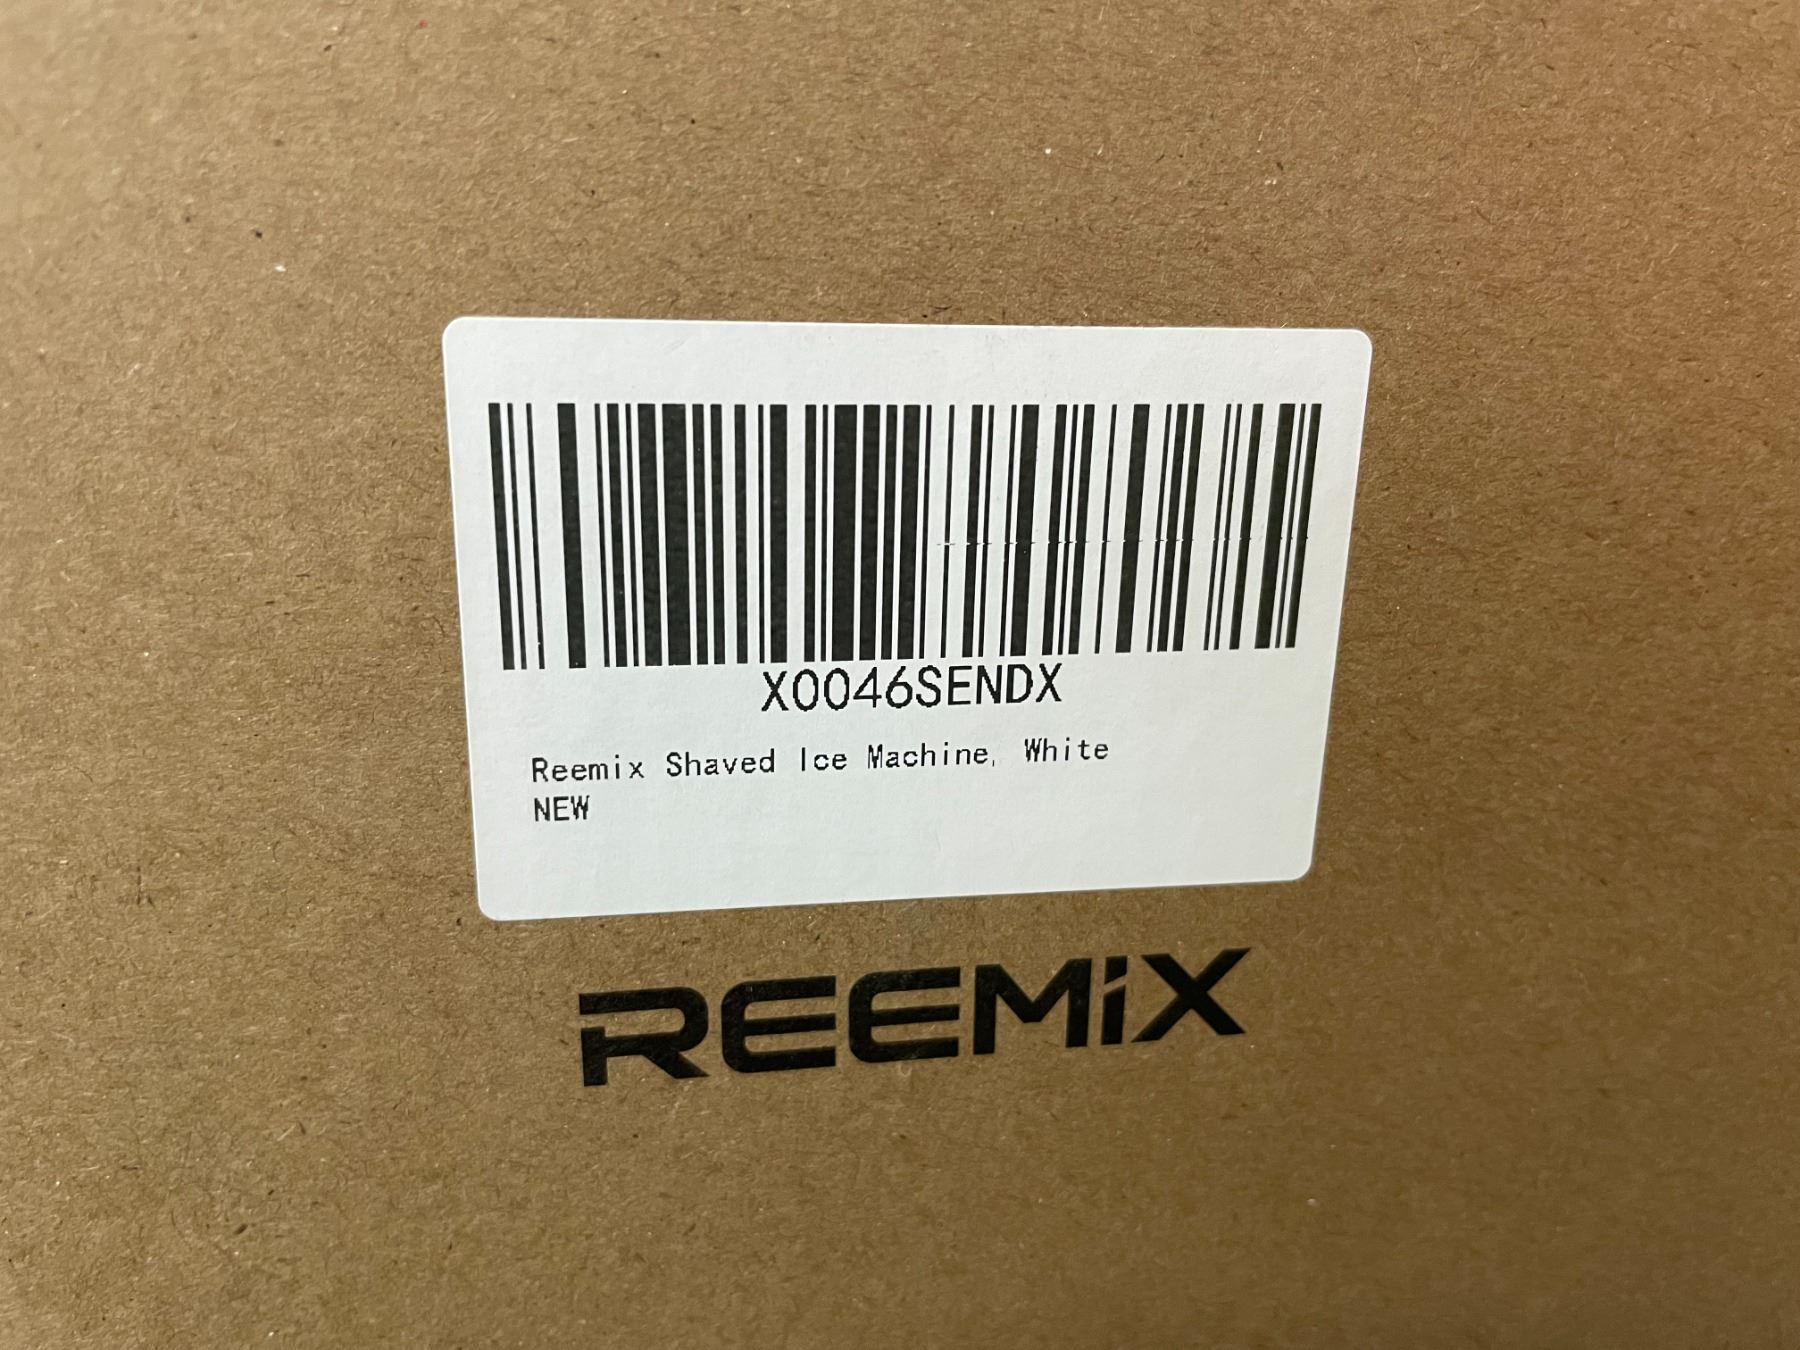 X0046SENDX
Reemix Shaved Ice Machine, White
NEW
REEMiX